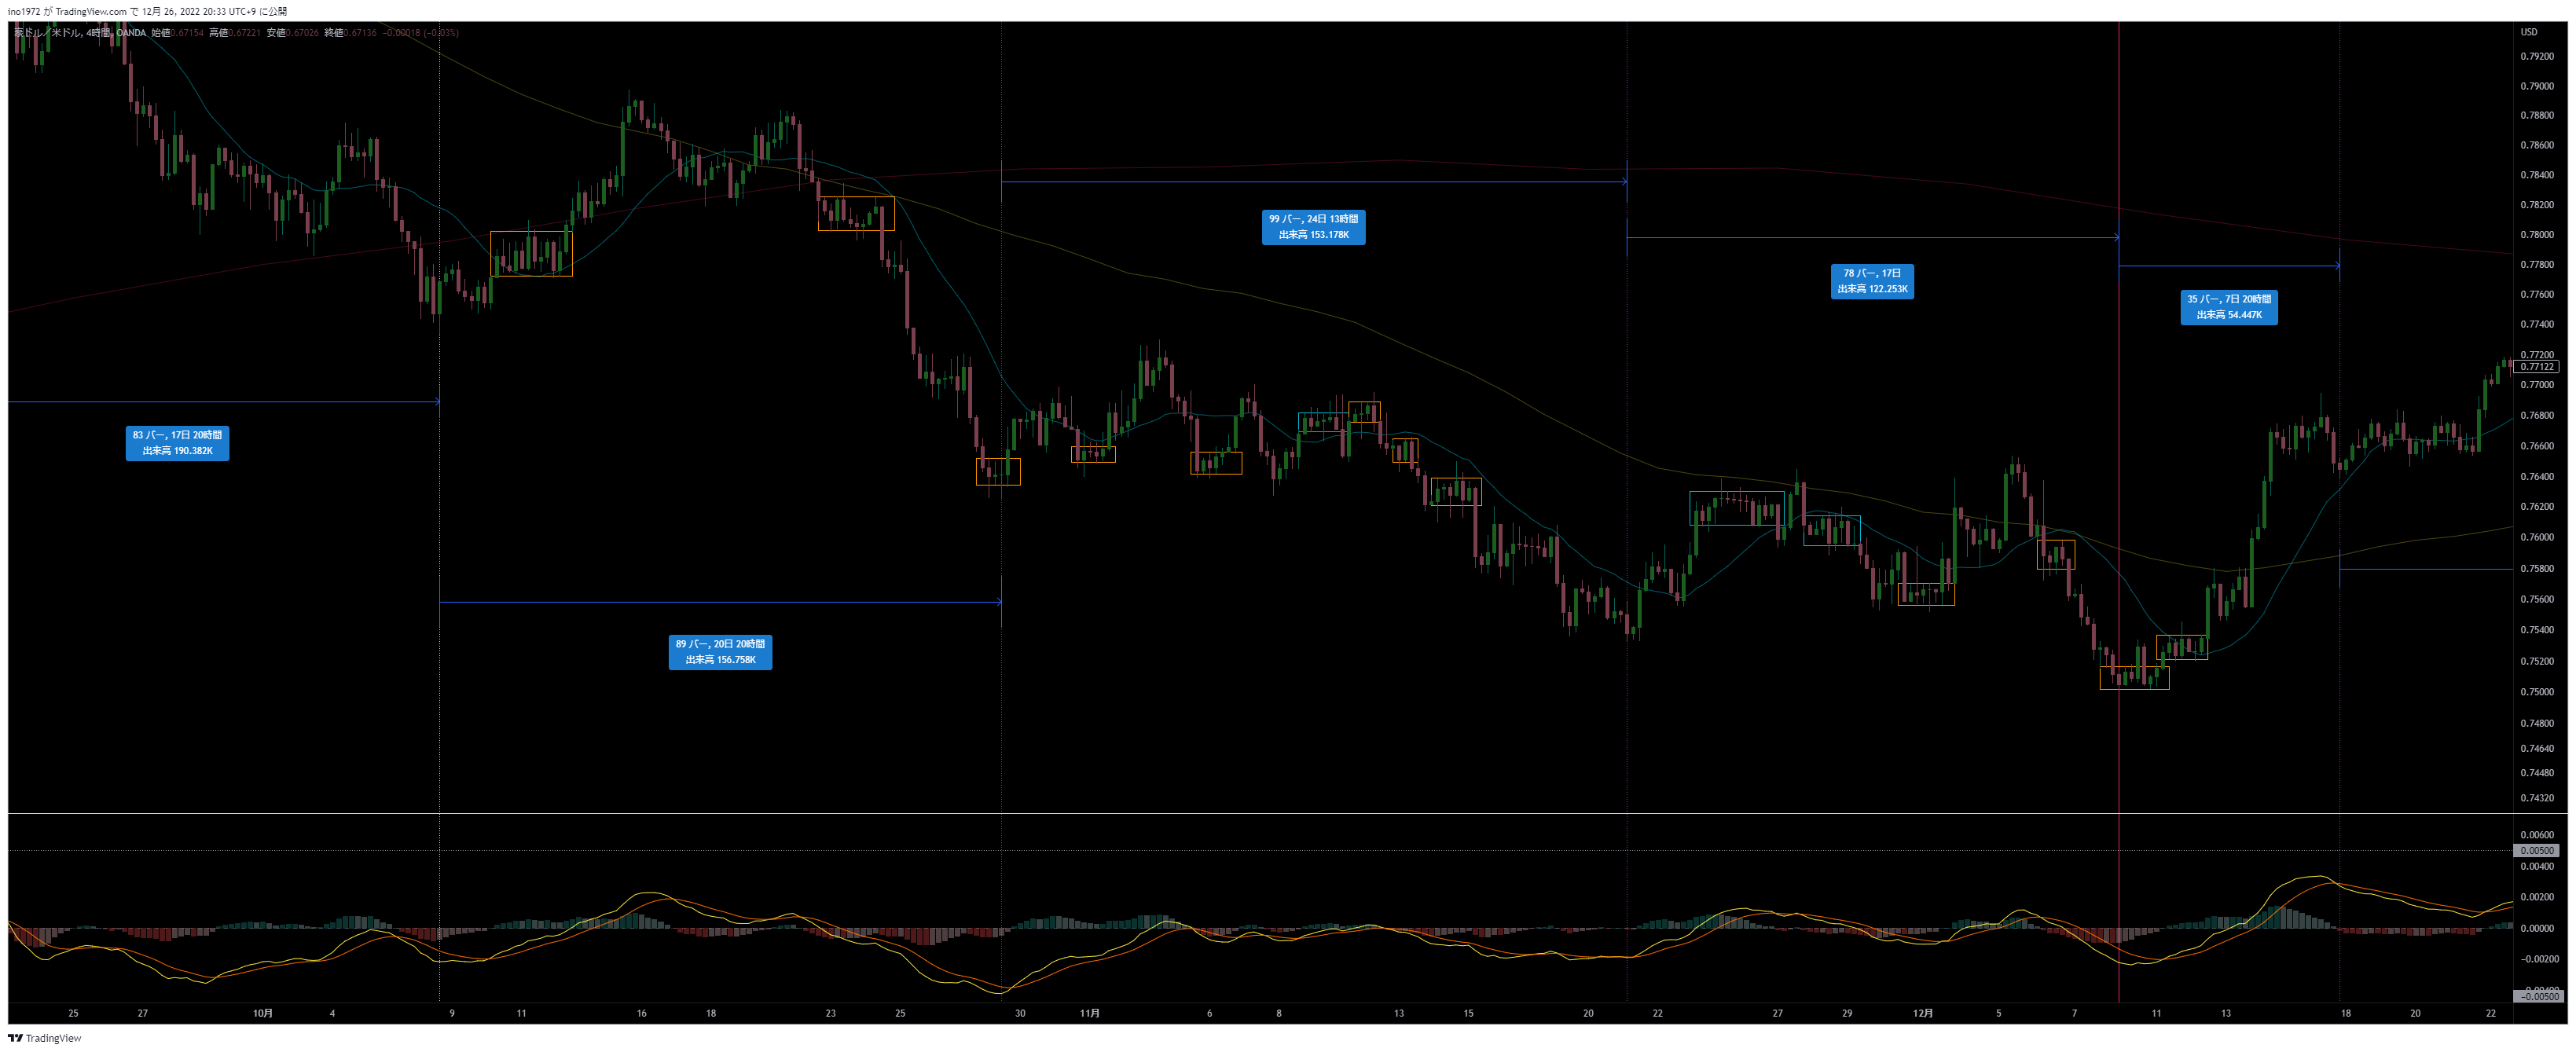 ino1972 が TradingView.com で 12月 26, 2022 20:33 UTC+9 に公開
豪ドル／米ドル, 4時間, OANDA 始値0.67154 高値0.67221 安値0.67026 終値0.67136 −0.00018 (−0.03%)
USD
0.79200
0.79000
0.78800
0.78600
0.78400
0.78200
0.78000
0.77800
0.77600
0.77400
0.77200
0.77122
0.77000
0.76800
0.76600
0.76400
0.76200
0.76000
0.75800
0.75600
0.75400
0.75200
0.75000
0.74800
0.74640
0.74480
0.74320
99 バー, 24日 13時間
出来高 153.178K
78 バー, 17日
出来高 122.253K
35 バー, 7日 20時間
出来高 54.447K
83 バー, 17日 20時間
出来高 190.382K
89 バー, 20日 20時間
出来高 156.758K
0.00600
0.00500
0.00400
0.00200
0.00000
−0.00200
−0.00500
25 27 10月 4 9 11 16 18 23 25 30 11月 6 8 13 15 20 22 27 29 12月 5 7 11 13 18 20 22
TradingView